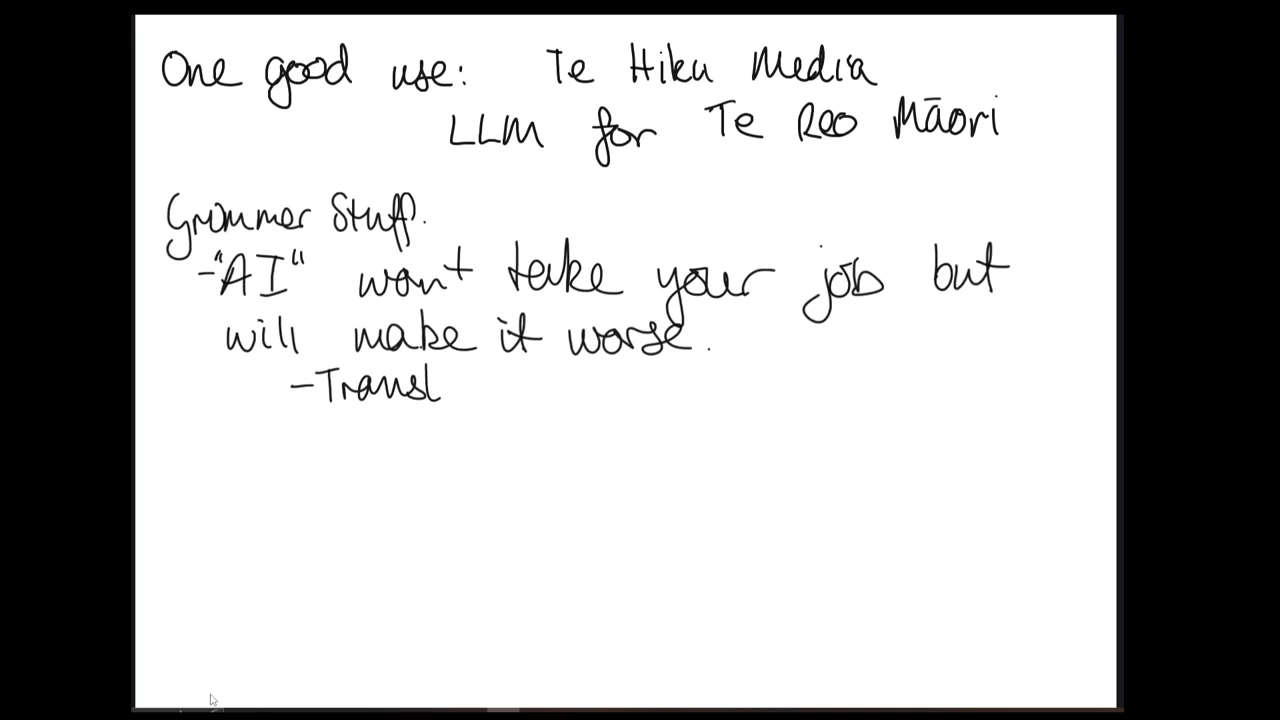 One good use: Te Hiku Media
LLM for Te Reo Māori
Grammer Stuff.
-"AI" wont take your job but
will make it worse.
-Transl